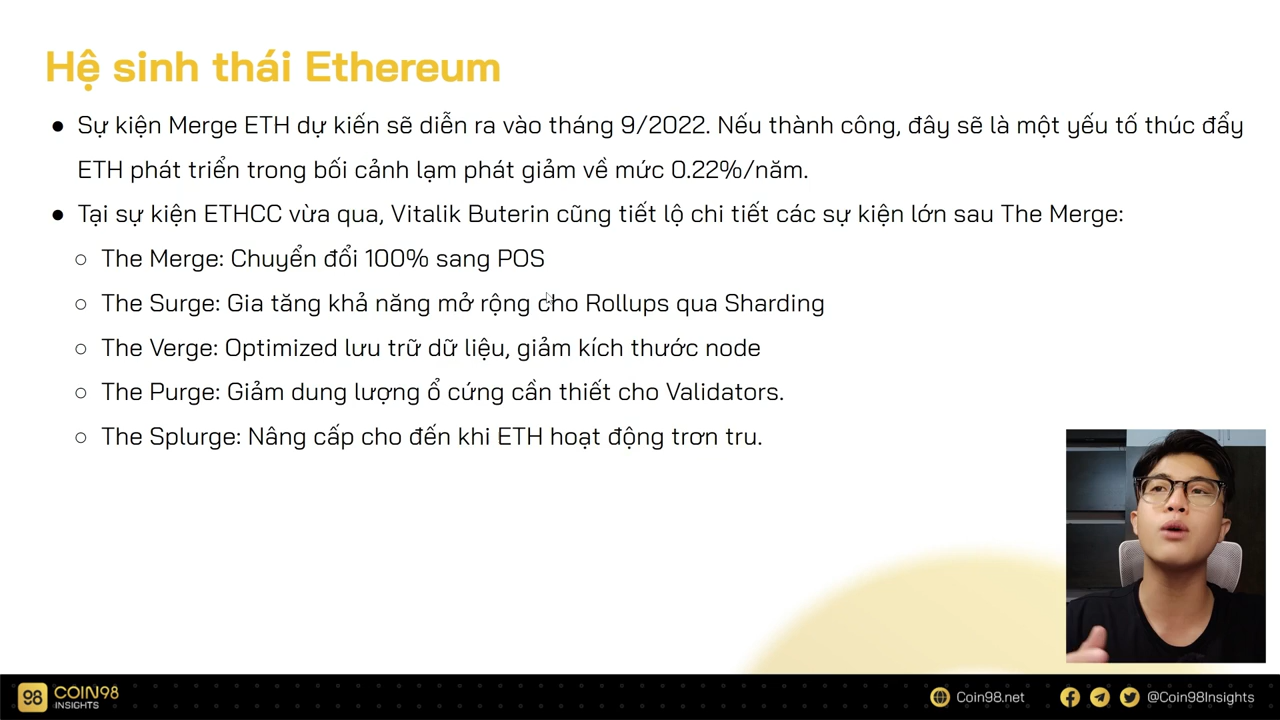 Hệ sinh thái Ethereum
● Sự kiện Merge ETH dự kiến sẽ diễn ra vào tháng 9/2022. Nếu thành công, đây sẽ là một yếu tố thúc đẩy
ETH phát triển trong bối cảnh lạm phát giảm về mức 0.22%/năm.
● Tại sự kiện ETHCC vừa qua, Vitalik Buterin cũng tiết lộ chi tiết các sự kiện lớn sau The Merge:
○ The Merge: Chuyển đổi 100% sang POS
○ The Surge: Gia tăng khả năng mở rộng cho Rollups qua Sharding
○ The Verge: Optimized lưu trữ dữ liệu, giảm kích thước node
○ The Purge: Giảm dung lượng ổ cứng cần thiết cho Validators.
○ The Splurge: Nâng cấp cho đến khi ETH hoạt động trơn tru.
98 COIN98
INSIGHTS
Coin98.net
@Coin98Insights